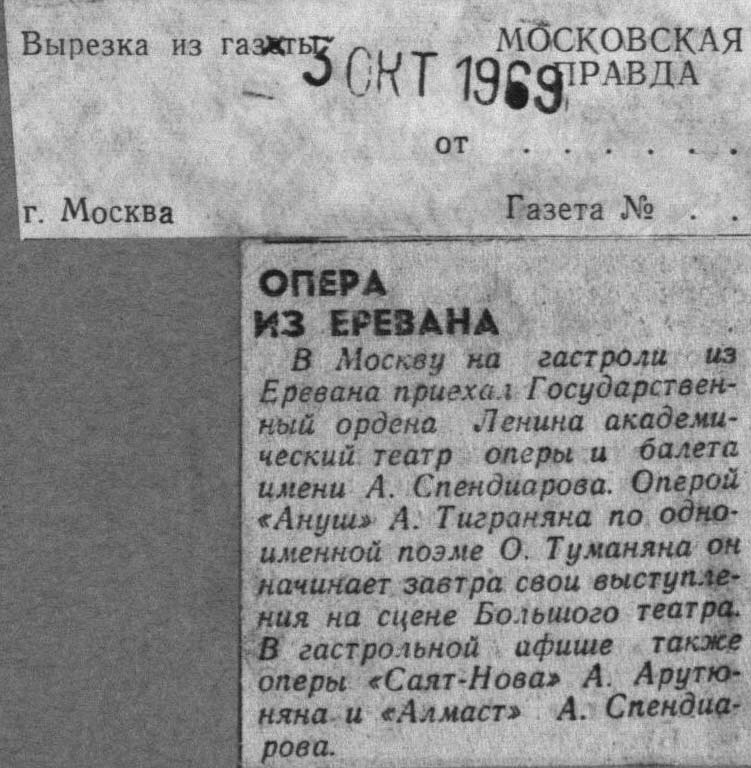 Вырезка из газеты
3 ОКТ 1969
МОСКОВСКАЯ
ПРАВДА
от . . . . . .
г. Москва
Газета № . .
ОПЕРА
ИЗ ЕРЕВАНА
В Москву на гастроли из
Еревана приехал Государствен-
ный ордена Ленина академи-
ческий театр оперы и балета
имени А. Спендиарова. Оперой
«Ануш» А. Тиграняна по одно-
именной поэме О. Туманяна он
начинает завтра свои выступле-
ния на сцене Большого театра.
В гастрольной афише также
оперы «Саят-Нова» А. Арутю-
няна и «Алмаст» А. Спендиа-
рова.